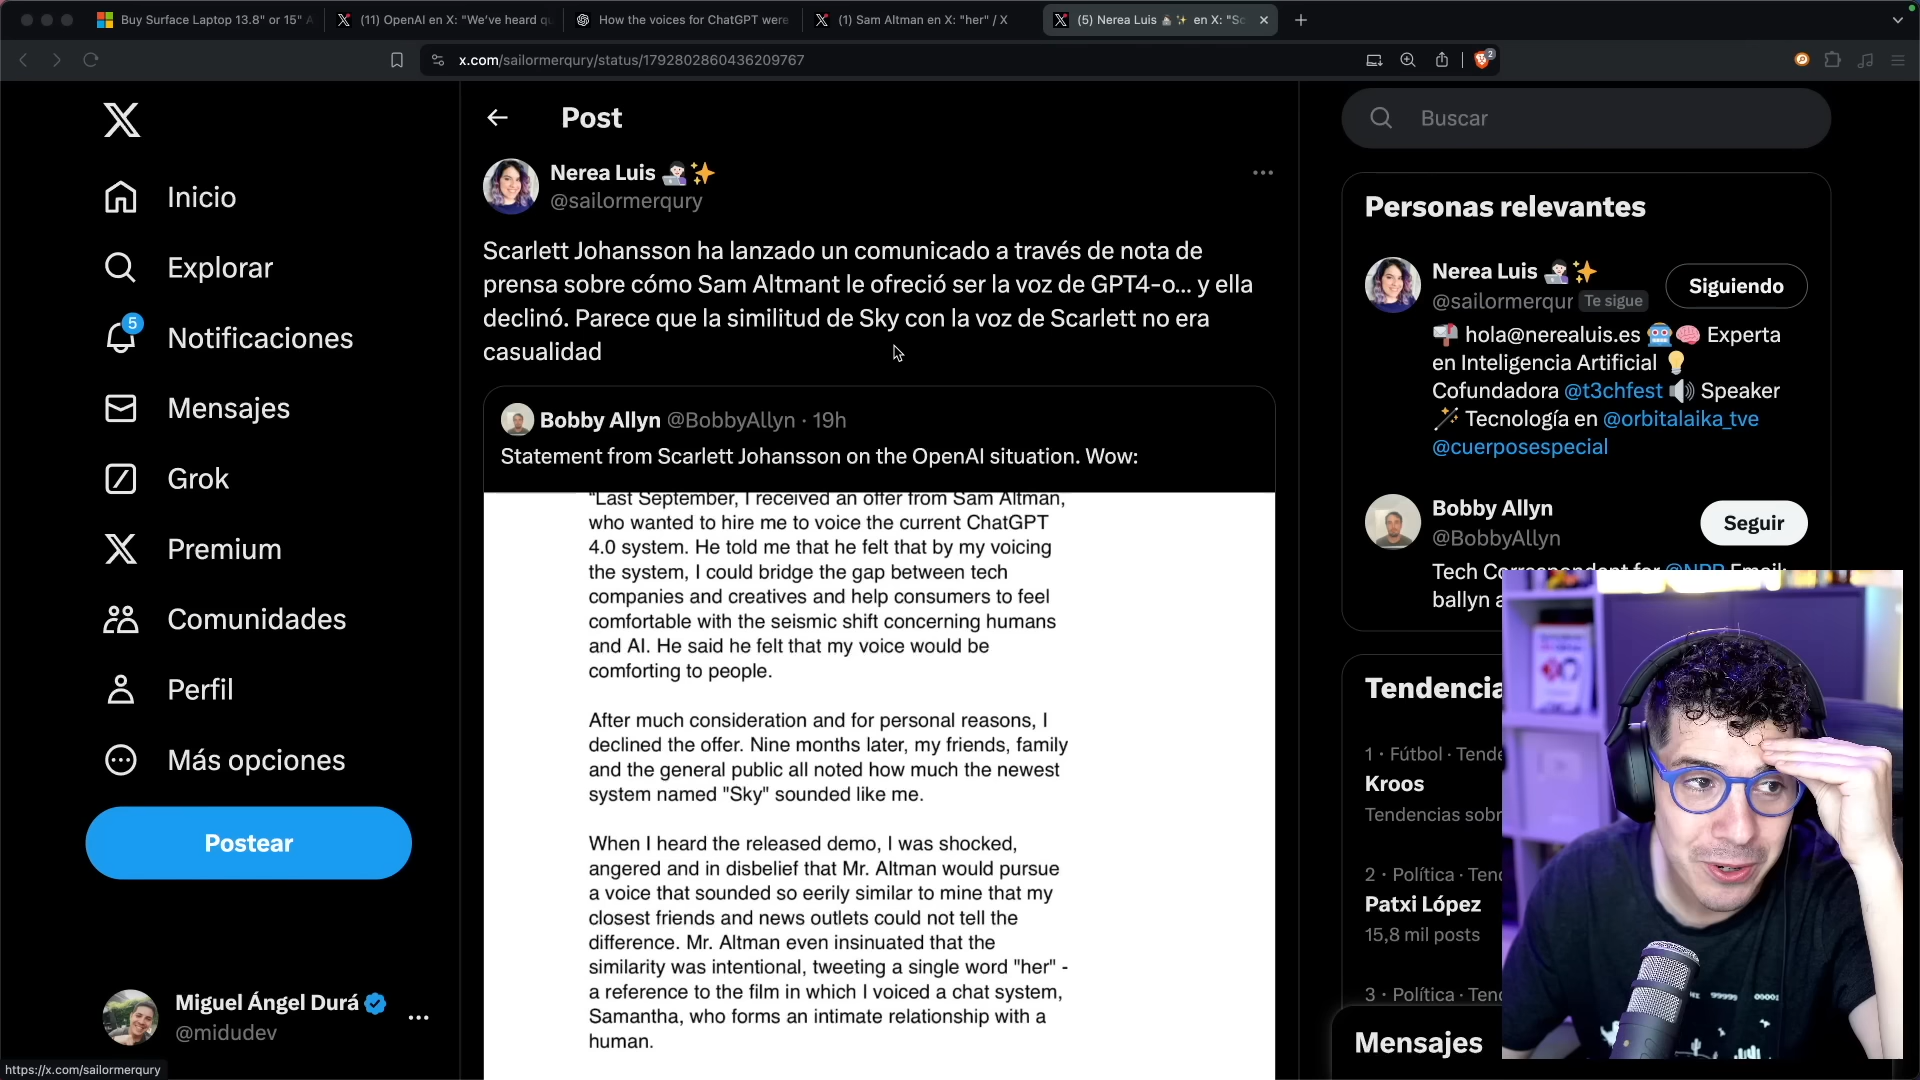 Buy Surface Laptop 13.8" or 15"
(11) OpenAI en X: "We've heard
How the voices for ChatGPT were
(1) Sam Altman en X: "her" / X
(5) Nerea Luis en X: "Sc
x.com/sailormerqury/status/1792802860436209767
2
Inicio
Explorar
5
Notificaciones
Mensajes
Grok
Premium
Comunidades
Perfil
Más opciones
Postear
Miguel Ángel Durá
@midudev
https://x.com/sailormerqury
Post
Nerea Luis
@sailormerqury
Scarlett Johansson ha lanzado un comunicado a través de nota de
prensa sobre cómo Sam Altmant le ofreció ser la voz de GPT4-o... y ella
declinó. Parece que la similitud de Sky con la voz de Scarlett no era
casualidad
Bobby Allyn @BobbyAllyn · 19h
Statement from Scarlett Johansson on the OpenAI situation. Wow:
"Last September, I received an offer from Sam Altman,
who wanted to hire me to voice the current ChatGPT
4.0 system. He told me that he felt that by my voicing
the system, I could bridge the gap between tech
companies and creatives and help consumers to feel
comfortable with the seismic shift concerning humans
and AI. He said he felt that my voice would be
comforting to people.
After much consideration and for personal reasons, I
declined the offer. Nine months later, my friends, family
and the general public all noted how much the newest
system named "Sky" sounded like me.
When I heard the released demo, I was shocked,
angered and in disbelief that Mr. Altman would pursue
a voice that sounded so eerily similar to mine that my
closest friends and news outlets could not tell the
difference. Mr. Altman even insinuated that the
similarity was intentional, tweeting a single word "her" -
a reference to the film in which I voiced a chat system,
Samantha, who forms an intimate relationship with a
human.
Buscar
Personas relevantes
Nerea Luis
@sailormerqur Te sigue
Siguiendo
hola@nerealuis.es Experta
en Inteligencia Artificial
Cofundadora @t3chfest Speaker
Tecnología en @orbitalaika_tve
@cuerposespecial
Bobby Allyn
@BobbyAllyn
Seguir
Tech Correspondent for @NPR Email:
ballyn a
Tendencia
1 · Fútbol · Tende
Kroos
Tendencias sobr
2 · Política · Tend
Patxi López
15,8 mil posts
3 · Política · Tend
Mensajes